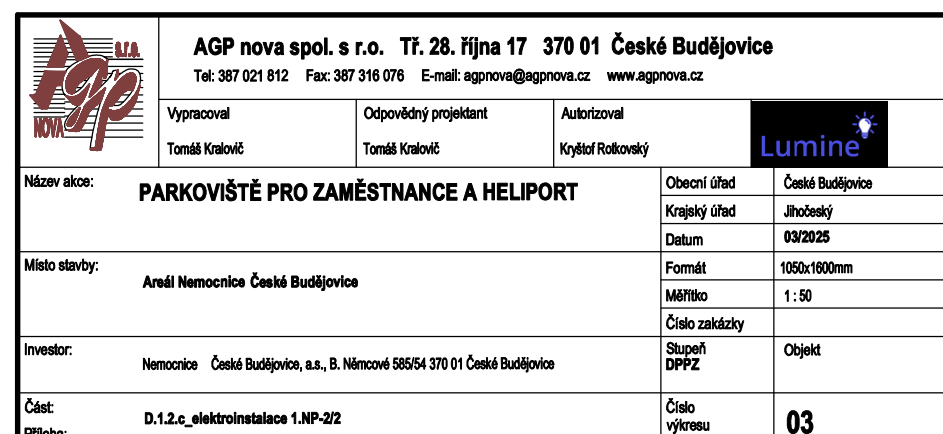 s.r.o.
Agp
NOVA
AGP nova spol. s r.o. Tř. 28. října 17 370 01 České Budějovice
Tel: 387 021 812 Fax: 387 316 076 E-mail: agpnova@agpnova.cz www.agpnova.cz
Vypracoval Odpovědný projektant Autorizoval
Tomáš Kralovič Tomáš Kralovič Kryštof Rotkovský
Lumine
Název akce: PARKOVIŠTĚ PRO ZAMĚSTNANCE A HELIPORT
Obecní úřad České Budějovice
Krajský úřad Jihočeský
Datum 03/2025
Místo stavby: Areál Nemocnice České Budějovice
Formát 1050x1600mm
Měřítko 1 : 50
Číslo zakázky
Investor: Nemocnice České Budějovice, a.s., B. Němcové 585/54 370 01 České Budějovice
Stupeň Objekt
DPPZ
Část: D.1.2.c_elektroinstalace 1.NP-2/2
Příloha:
Číslo
výkresu 03